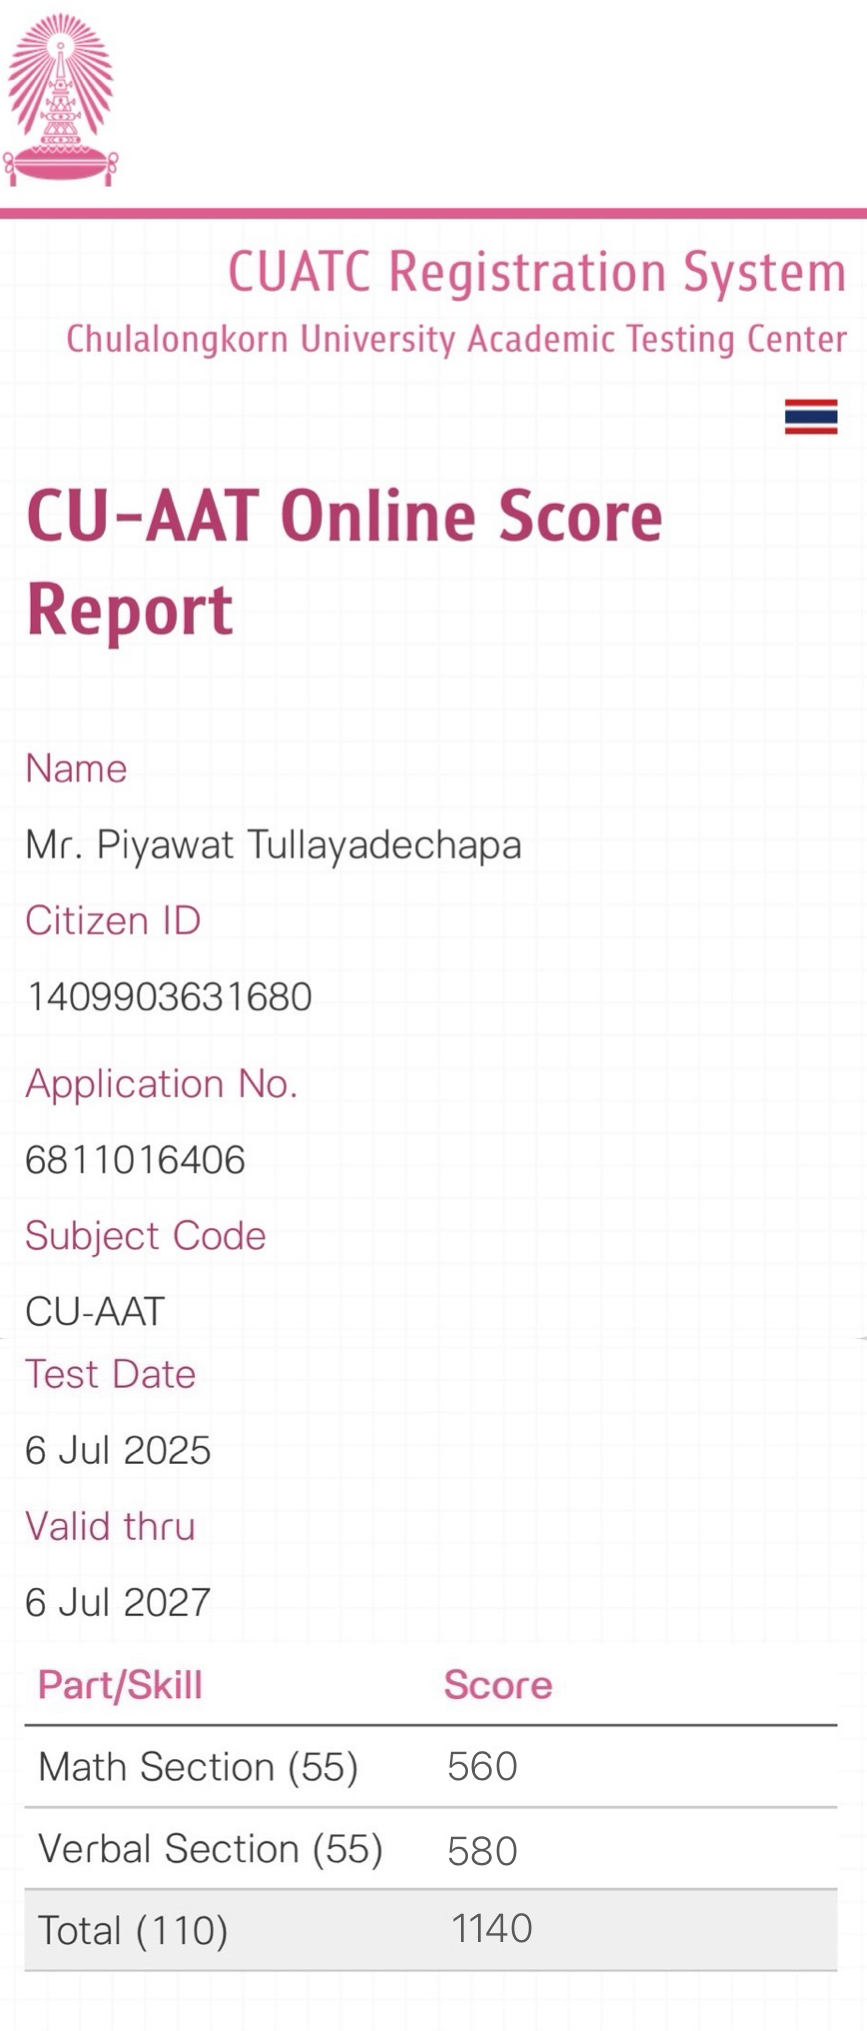 CUATC Registration System
Chulalongkorn University Academic Testing Center
CU-AAT Online Score
Report
Name
Mr. Piyawat Tullayadechapa
Citizen ID
1409903631680
Application No.
6811016406
Subject Code
CU-AAT
Test Date
6 Jul 2025
Valid thru
6 Jul 2027
Part/Skill Score
Math Section (55) 560
Verbal Section (55) 580
Total (110) 1140